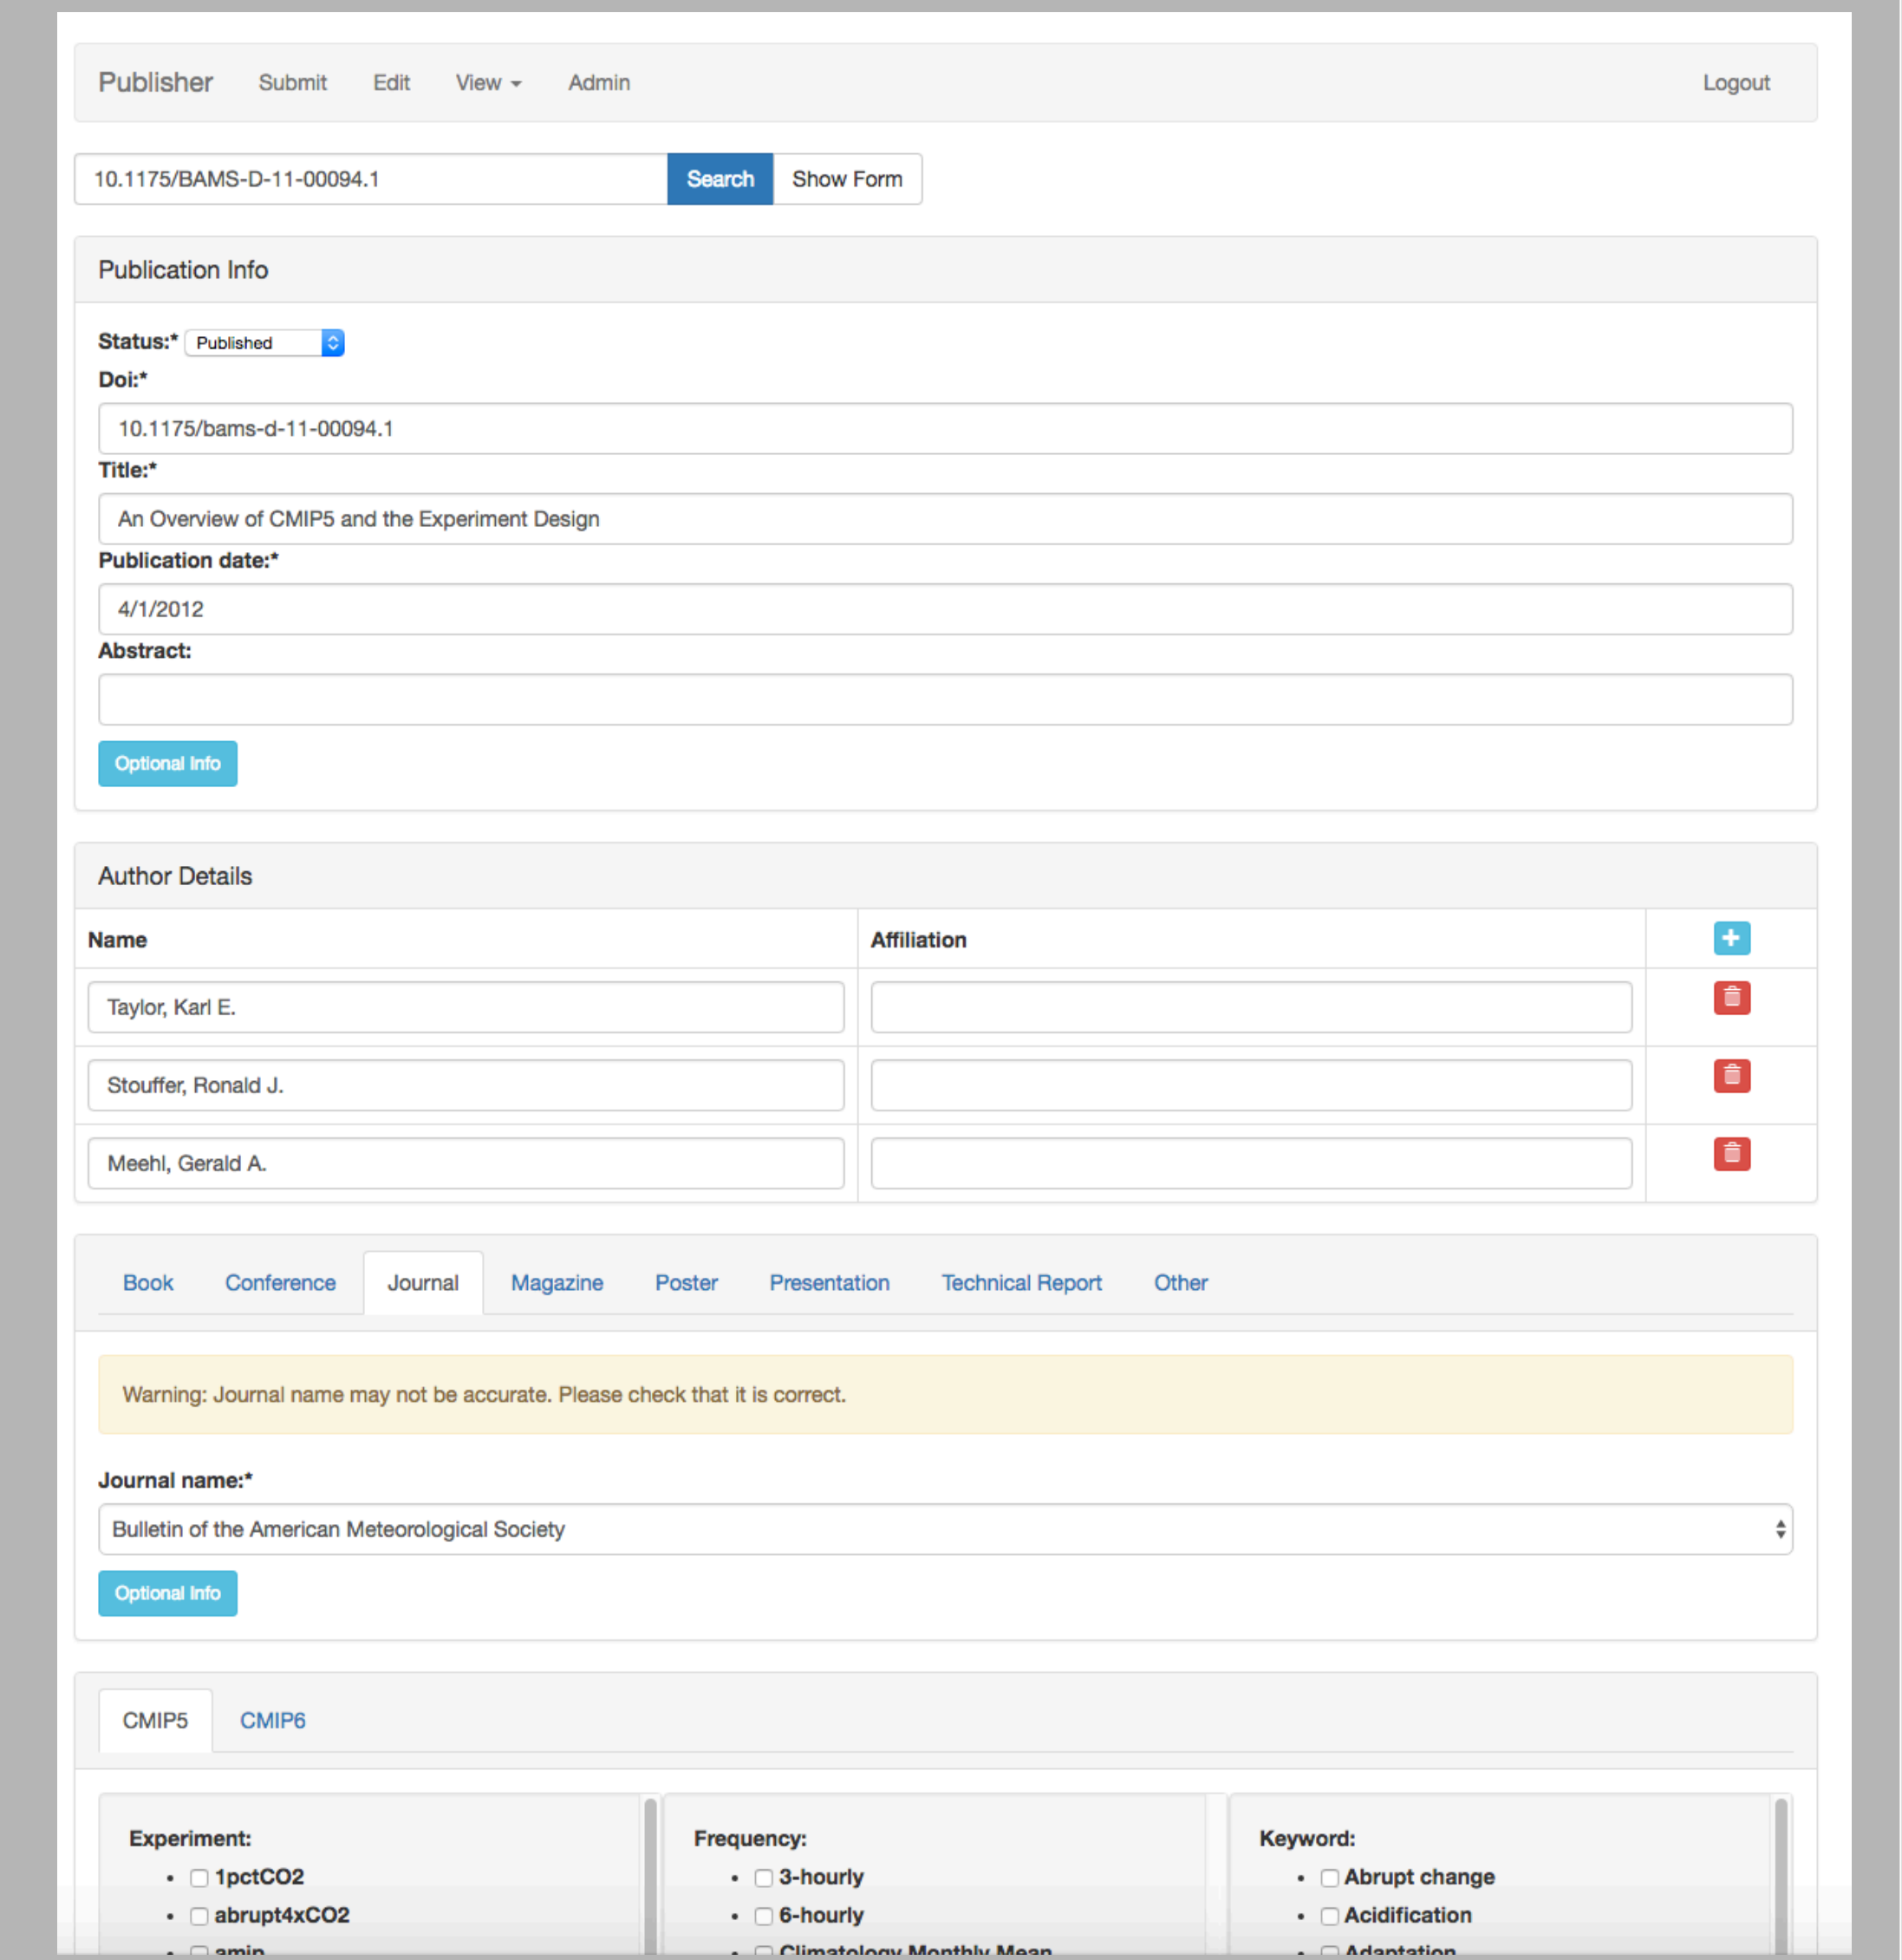 Publisher Submit Edit View Admin Logout
10.1175/BAMS-D-11-00094.1 Search Show Form
Publication Info
Status:* Published
Doi:*
10.1175/bams-d-11-00094.1
Title:*
An Overview of CMIP5 and the Experiment Design
Publication date:*
4/1/2012
Abstract:
Optional Info
Author Details
Name Affiliation
Taylor, Karl E.
Stouffer, Ronald J.
Meehl, Gerald A.
Book Conference Journal Magazine Poster Presentation Technical Report Other
Warning: Journal name may not be accurate. Please check that it is correct.
Journal name:*
Bulletin of the American Meteorological Society
Optional Info
CMIP5 CMIP6
Experiment: Frequency: Keyword:
1pctCO2 3-hourly Abrupt change
abrupt4xCO2 6-hourly Acidification
amip Climatology Monthly Mean Adaptation